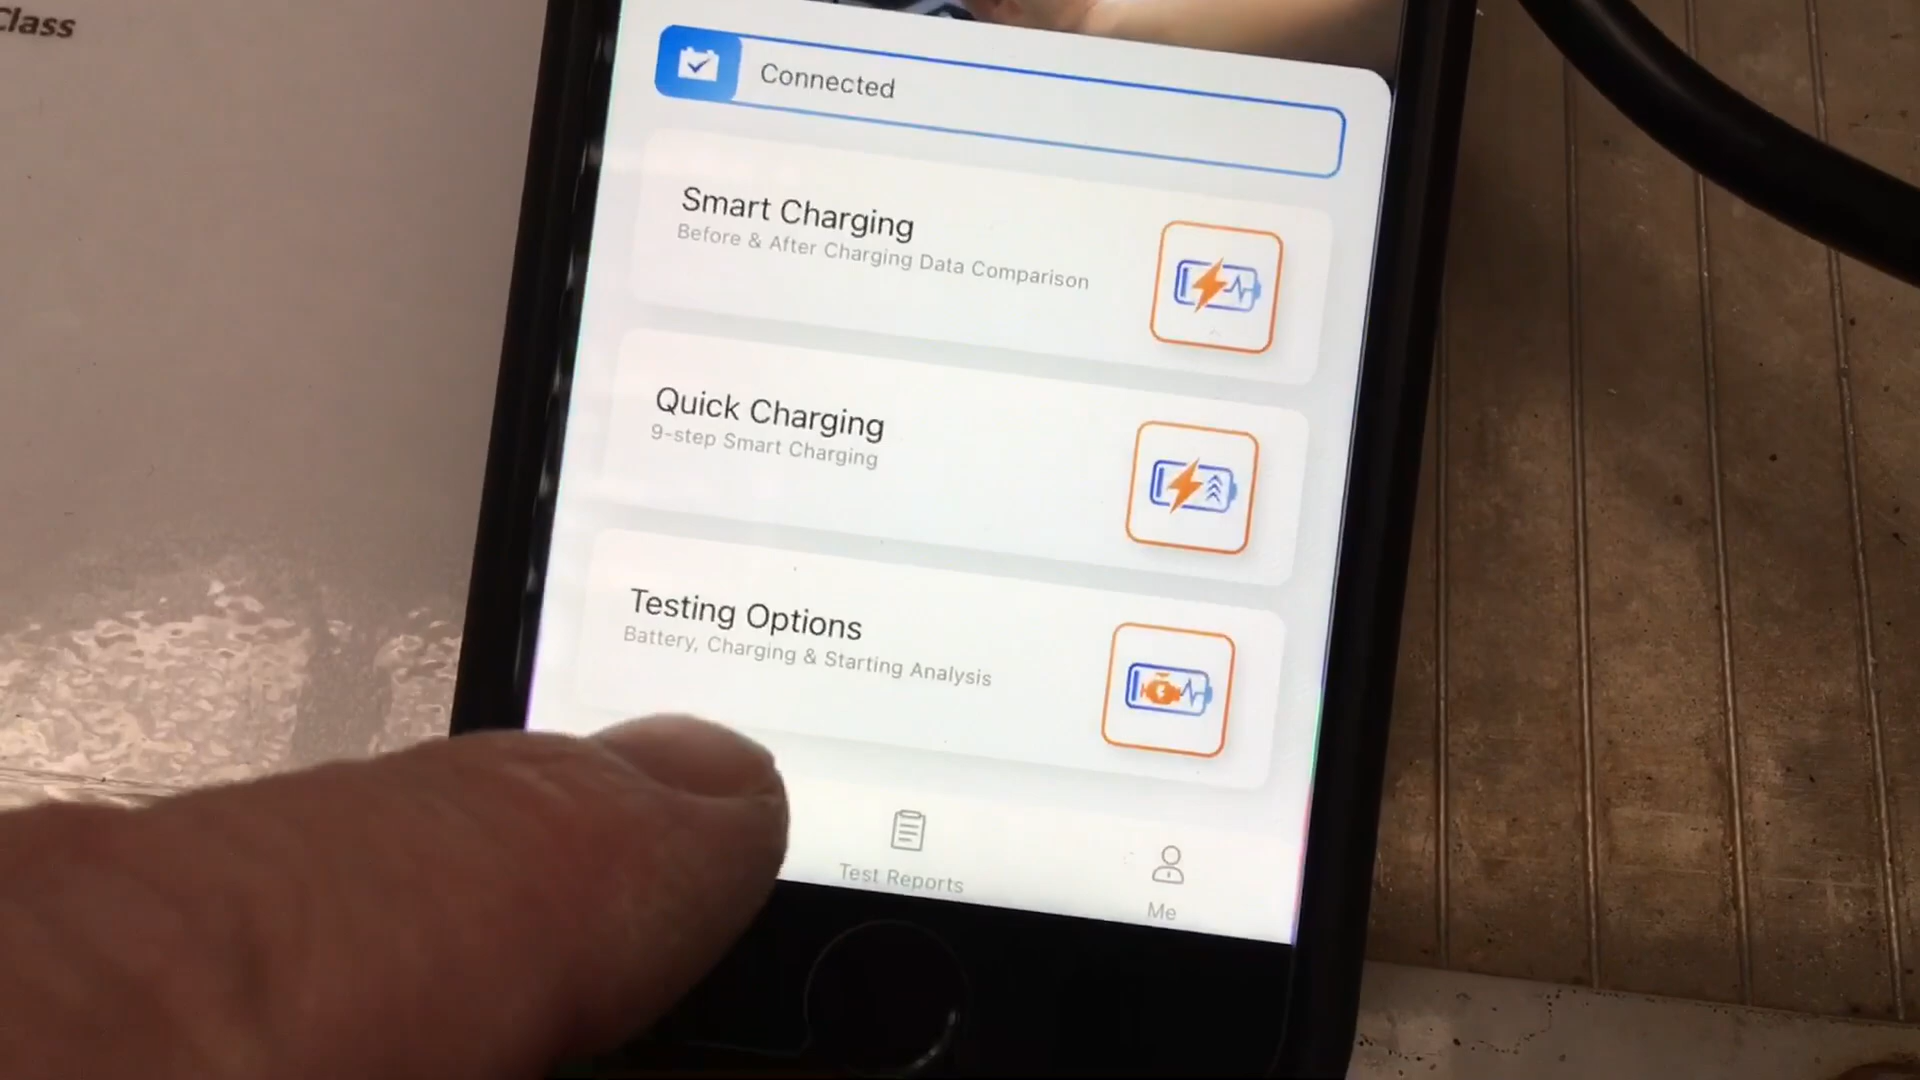 Class
Connected
Smart Charging
Before & After Charging Data Comparison
Quick Charging
9-step Smart Charging
Testing Options
Battery, Charging & Starting Analysis
Test Reports
Me